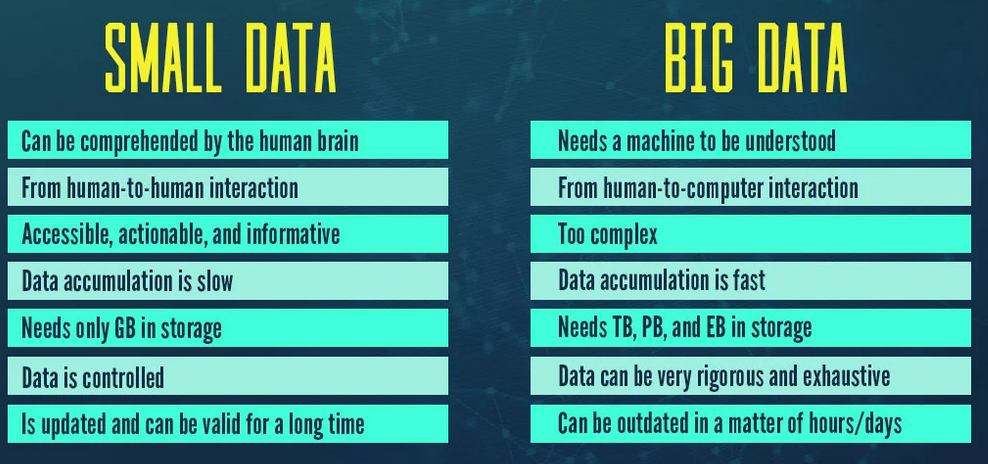 SMALL DATA
Can be comprehended by the human brain
From human-to-human interaction
Accessible, actionable, and informative
Data accumulation is slow
Needs only GB in storage
Data is controlled
Is updated and can be valid for a long time
BIG DATA
Needs a machine to be understood
From human-to-computer interaction
Too complex
Data accumulation is fast
Needs TB, PB, and EB in storage
Data can be very rigorous and exhaustive
Can be outdated in a matter of hours/days